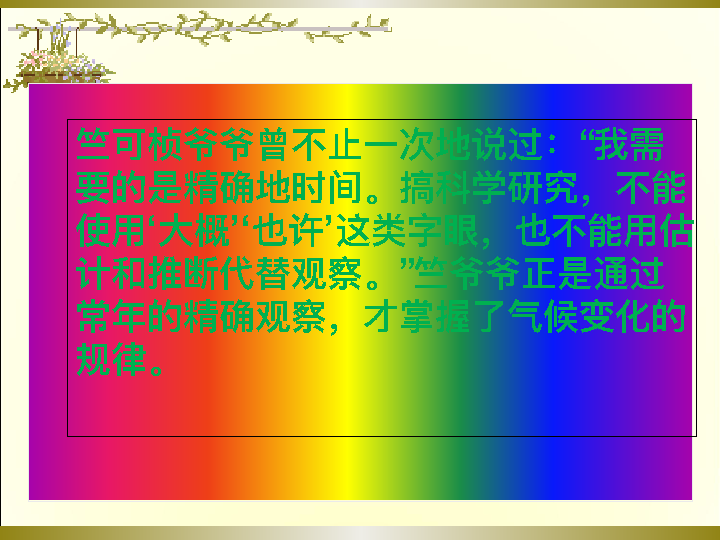 竺可桢爷爷曾不止一次地说过：“我需
要的是精确地时间。搞科学研究，不能
使用‘大概’‘也许’这类字眼，也不能用估
计和推断代替观察。”竺爷爷正是通过
常年的精确观察，才掌握了气候变化的
规律。